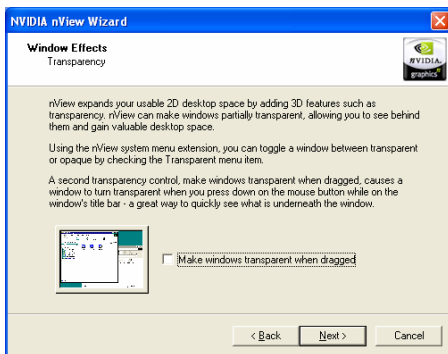 NVIDIA nView Wizard
Window Effects
Transparency
NVIDIA.
graphics
nView expands your usable 2D desktop space by adding 3D features such as
transparency. nView can make windows partially transparent, allowing you to see behind
them and gain valuable desktop space.
Using the nView system menu extension, you can toggle a window between transparent
or opaque by checking the Transparent menu item.
A second transparency control, make windows transparent when dragged, causes a
window to turn transparent when you press down on the mouse button while on the
window's title bar - a great way to quickly see what is underneath the window.
Make windows transparent when dragged
< Back
Next >
Cancel